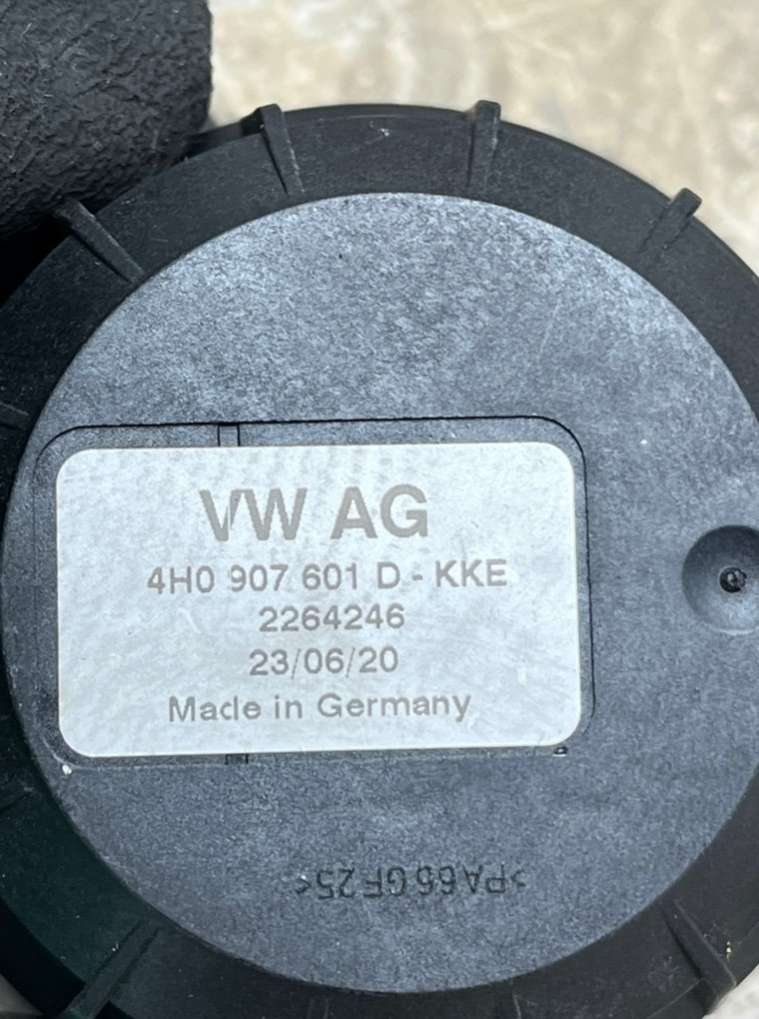 VW AG
4H0 907 601 D - KKE
2264246
23/06/20
Made in Germany
>PA66GF25<